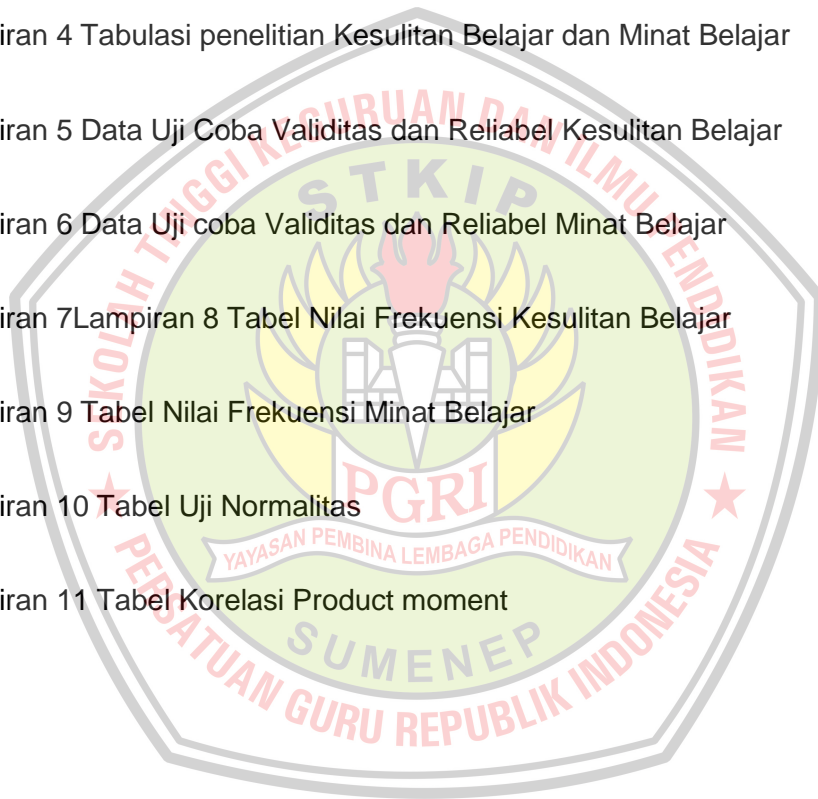 iran 4 Tabulasi penelitian Kesulitan Belajar dan Minat Belajar
iran 5 Data Uji Coba Validitas dan Reliabel Kesulitan Belajar
iran 6 Data Uji coba Validitas dan Reliabel Minat Belajar
iran 7Lampiran 8 Tabel Nilai Frekuensi Kesulitan Belajar
iran 9 Tabel Nilai Frekuensi Minat Belajar
iran 10 Tabel Uji Normalitas
iran 11 Tabel Korelasi Product moment
SEKOLAH TINGGI KEGURUAN DAN ILMU PENDIDIKAN
STKIP
PGRI
YAYASAN PEMBINA LEMBAGA PENDIDIKAN
SUMENEP
PERSATUAN GURU REPUBLIK INDONESIA